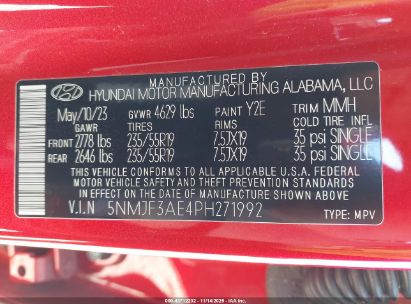 MANUFACTURED BY
HYUNDAI MOTOR MANUFACTURING ALABAMA, LLC
May/10/23 GVWR 4629 lbs PAINT Y2E TRIM MMH
GAWR TIRES RIMS COLD TIRE INFL
FRONT 2778 lbs 235/55R19 7.5JX19 35 psi SINGLE
REAR 2646 lbs 235/55R19 7.5JX19 35 psi SINGLE
THIS VEHICLE CONFORMS TO ALL APPLICABLE U.S.A. FEDERAL
MOTOR VEHICLE SAFETY AND THEFT PREVENTION STANDARDS
IN EFFECT ON THE DATE OF MANUFACTURE SHOWN ABOVE
V.I.N 5NMJF3AE4PH271992 TYPE: MPV